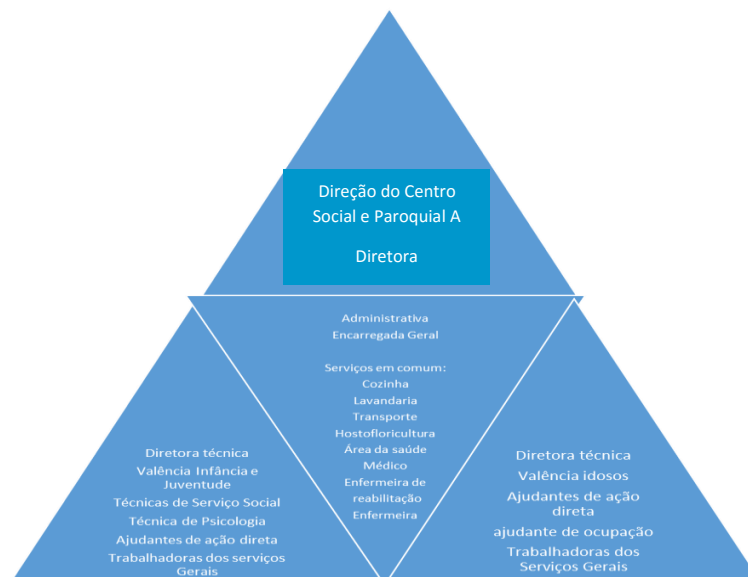 Direção do Centro
Social e Paroquial A
Diretora
Administrativa
Encarregada Geral
Serviços em comum:
Cozinha
Lavandaria
Transporte
Hostofloricultura
Área da saúde
Médico
Enfermeira de
reabilitação
Enfermeira
Diretora técnica
Valência Infância e
Juventude
Técnicas de Serviço Social
Técnica de Psicologia
Ajudantes de ação direta
Trabalhadoras dos serviços
Gerais
Diretora técnica
Valência idosos
Ajudantes de ação
direta
ajudante de ocupação
Trabalhadoras dos
Serviços Gerais